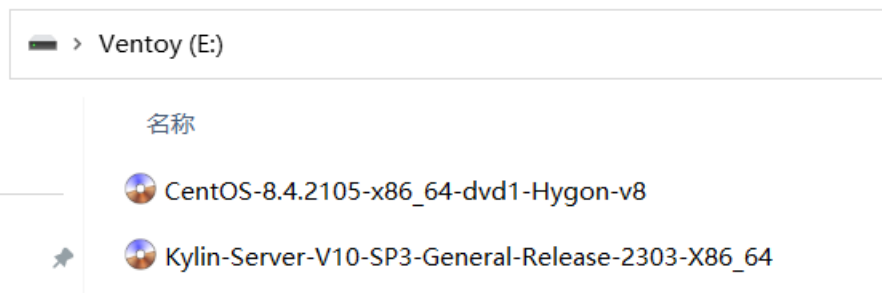 Ventoy (E:)
名称
CentOS-8.4.2105-x86_64-dvd1-Hygon-v8
Kylin-Server-V10-SP3-General-Release-2303-X86_64